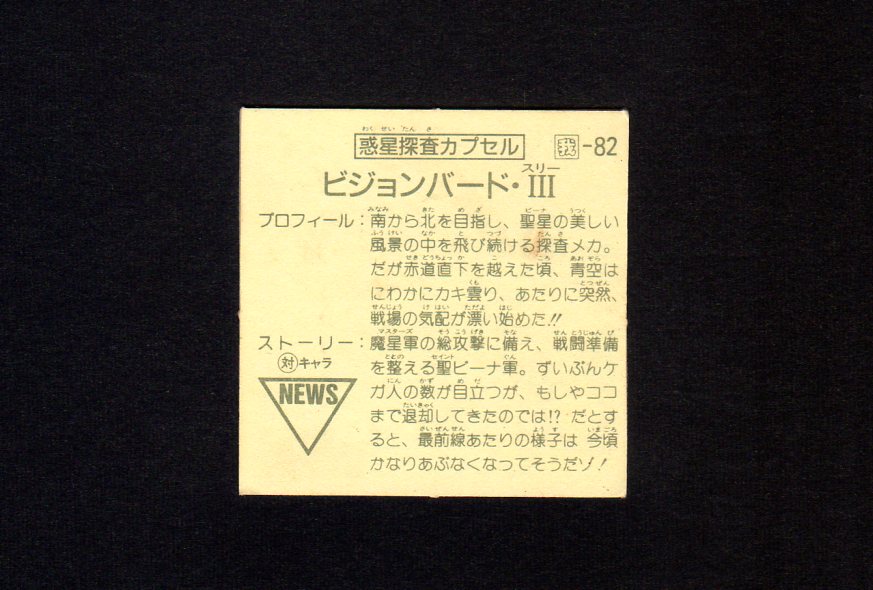 惑星探査カプセル -82
ビジョンバード・III
プロフィール：南から北を目指し、聖星の美しい
風景の中を飛び続ける探査メカ。
だが赤道直下を越えた頃、青空は
にわかにカキ雲り、あたりに突然、
戦場の気配が漂い始めた!!
ストーリー：魔星軍の総攻撃に備え、戦闘準備
対キャラ を整える聖ビーナ軍。ずいぶんケ
NEWS ガ人の数が目立つが、もしやココ
まで退却してきたのでは!? だとす
ると、最前線あたりの様子は 今頃
かなりあぶなくなってそうだゾ！